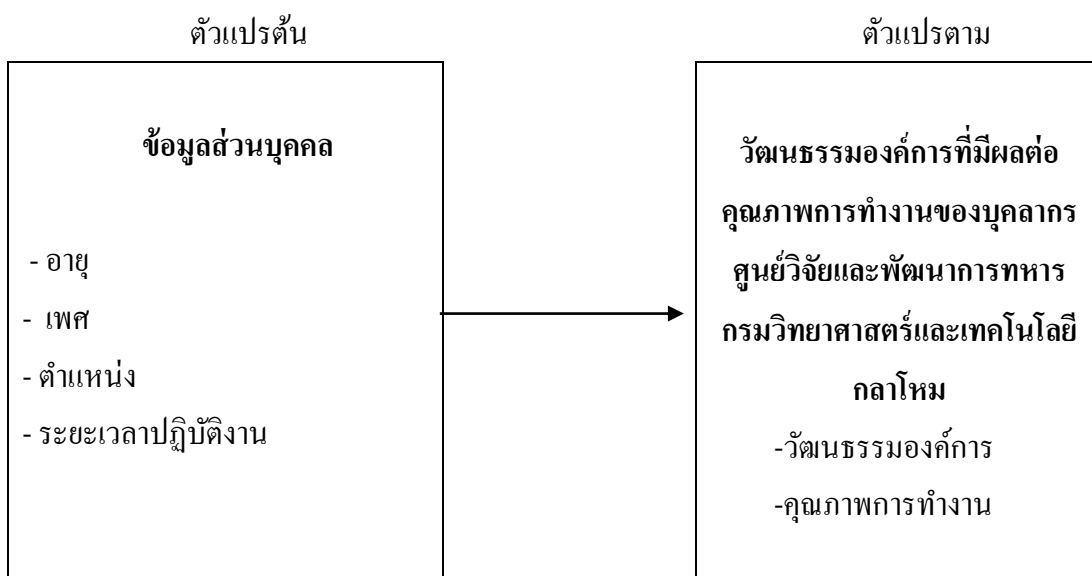 ตัวแปรต้น
ข้อมูลส่วนบุคคล
- อายุ
- เพศ
- ตำแหน่ง
- ระยะเวลาปฏิบัติงาน
ตัวแปรตาม
วัฒนธรรมองค์การที่มีผลต่อ
คุณภาพการทำงานของบุคลากร
ศูนย์วิจัยและพัฒนาการทหาร
กรมวิทยาศาสตร์และเทคโนโลยี
กลาโหม
-วัฒนธรรมองค์การ
-คุณภาพการทำงาน